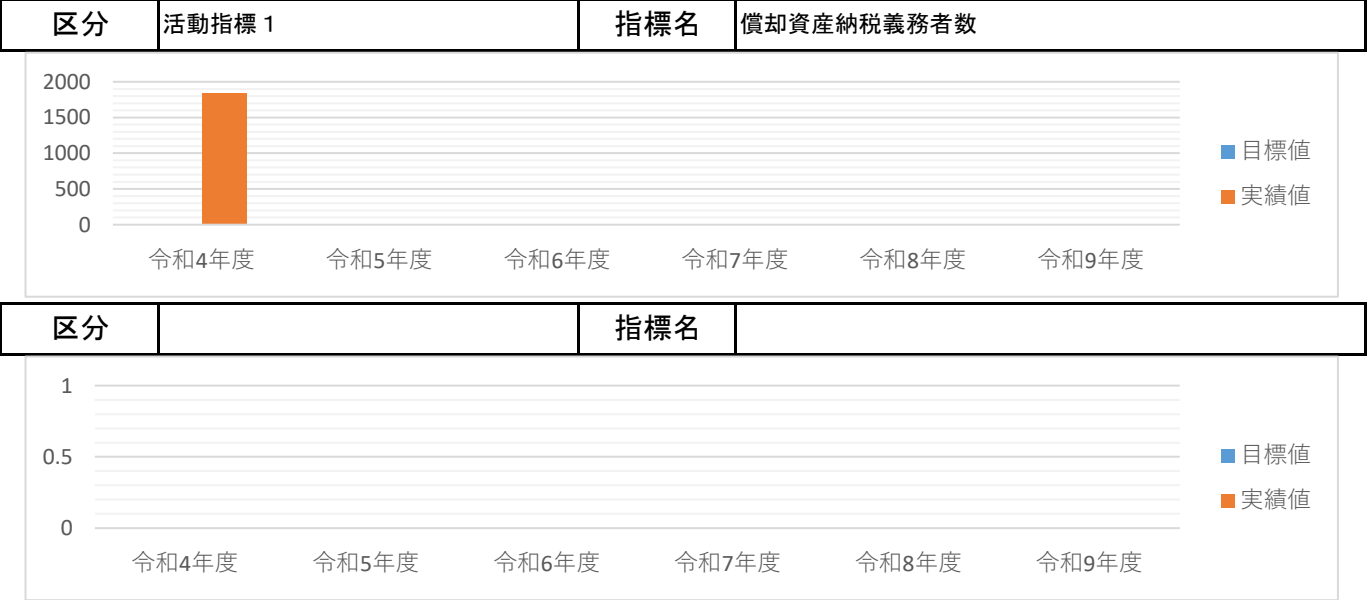 区分 活動指標１ 指標名 償却資産納税義務者数
2000
1500
1000
500
0
目標値
実績値
令和4年度 令和5年度 令和6年度 令和7年度 令和8年度 令和9年度
区分 指標名
1
0.5
0
目標値
実績値
令和4年度 令和5年度 令和6年度 令和7年度 令和8年度 令和9年度